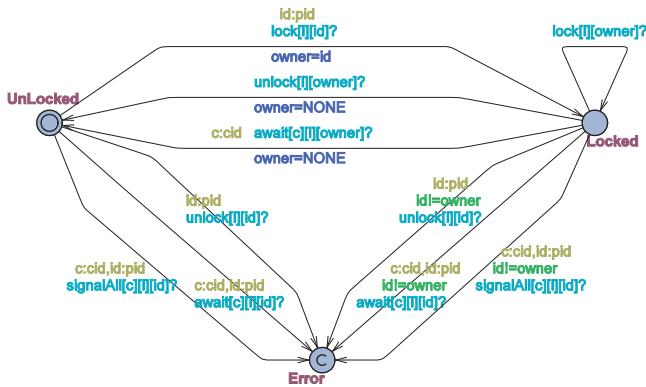 id:pid
lock[l][id]?
owner=id
lock[l][owner]?
unlock[l][owner]?
owner=NONE
UnLocked
c:cid await[c][l][owner]?
owner=NONE
Locked
id:pid
unlock[l][id]?
id:pid
id!=owner
unlock[l][id]?
c:cid,id:pid
signalAll[c][l][id]?
c:cid,id:pid
await[c][l][id]?
c:cid,id:pid
id!=owner
await[c][l][id]?
c:cid,id:pid
id!=owner
signalAll[c][l][id]?
C
Error